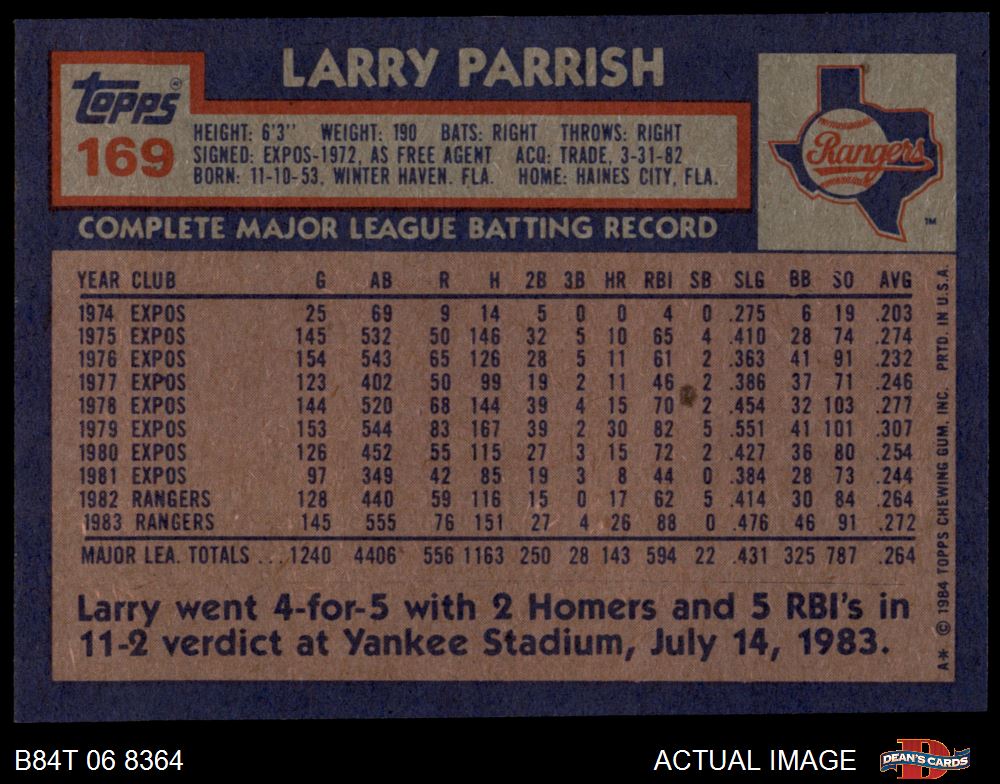 LARRY PARRISH
Topps
169
HEIGHT: 6'3" WEIGHT: 190 BATS: RIGHT THROWS: RIGHT
SIGNED: EXPOS-1972, AS FREE AGENT ACQ: TRADE, 3-31-82
BORN: 11-10-53, WINTER HAVEN. FLA. HOME: HAINES CITY, FLA.
Rangers
TM
COMPLETE MAJOR LEAGUE BATTING RECORD
YEAR CLUB G AB R H 2B 3B HR RBI SB SLG BB SO AVG
1974 EXPOS 25 69 9 14 5 0 0 4 0 .275 6 19 .203
1975 EXPOS 145 532 50 146 32 5 10 65 4 .410 28 74 .274
1976 EXPOS 154 543 65 126 28 5 11 61 2 .363 41 91 .232
1977 EXPOS 123 402 50 99 19 2 11 46 2 .386 37 71 .246
1978 EXPOS 144 520 68 144 39 4 15 70 2 .454 32 103 .277
1979 EXPOS 153 544 83 167 39 2 30 82 5 .551 41 101 .307
1980 EXPOS 126 452 55 115 27 3 15 72 2 .427 36 80 .254
1981 EXPOS 97 349 42 85 19 3 8 44 0 .384 28 73 .244
1982 RANGERS 128 440 59 116 15 0 17 62 5 .414 30 84 .264
1983 RANGERS 145 555 76 151 27 4 26 88 0 .476 46 91 .272
MAJOR LEA. TOTALS ... 1240 4406 556 1163 250 28 143 594 22 .431 325 787 .264
Larry went 4-for-5 with 2 Homers and 5 RBI's in
11-2 verdict at Yankee Stadium, July 14, 1983.
A* © 1984 TOPPS CHEWING GUM, INC. PRTD. IN U.S.A.
B84T 06 8364
ACTUAL IMAGE
DEAN'S CARDS